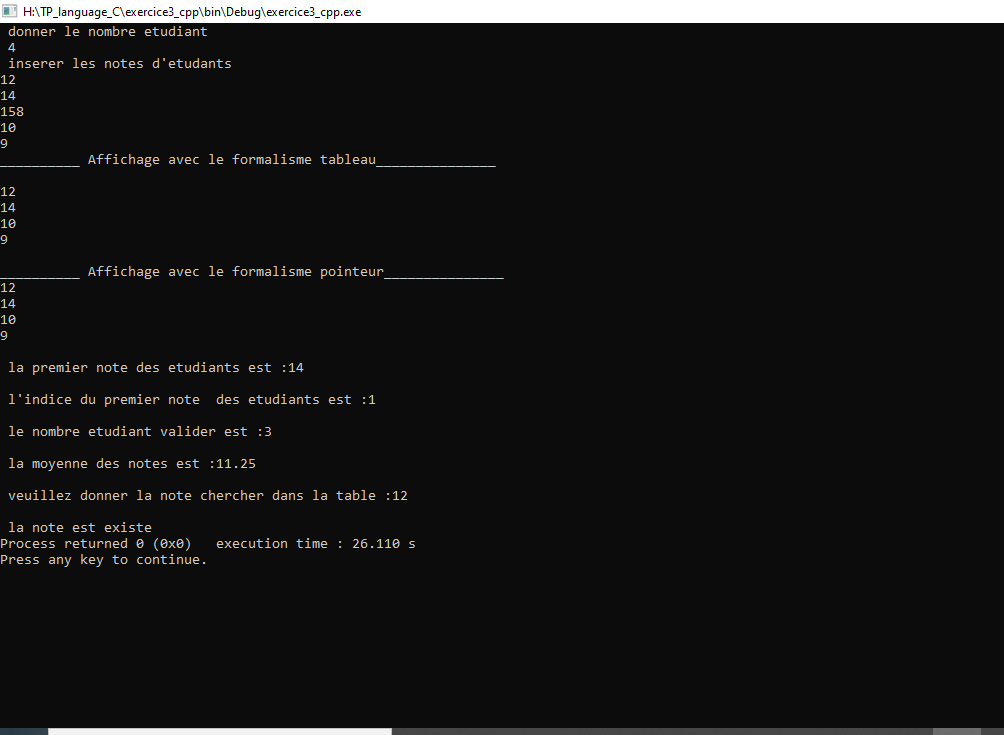 H:\TP_language_C\exercice3_cpp\bin\Debug\exercice3_cpp.exe
donner le nombre etudiant
4
inserer les notes d'etudants
12
14
158
10
9
__________ Affichage avec le formalisme tableau_______________
12
14
10
9
__________ Affichage avec le formalisme pointeur_______________
12
14
10
9
la premier note des etudiants est :14
l'indice du premier note  des etudiants est :1
le nombre etudiant valider est :3
la moyenne des notes est :11.25
veuillez donner la note chercher dans la table :12
la note est existe
Process returned 0 (0x0)   execution time : 26.110 s
Press any key to continue.